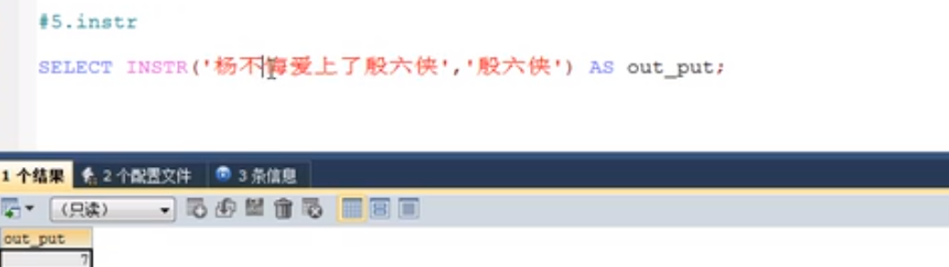 #5.instr
SELECT INSTR('杨不悔爱上了殷六侠','殷六侠') AS out_put;
1 个结果 2 个配置文件 3 条信息
(只读)
out_put
7